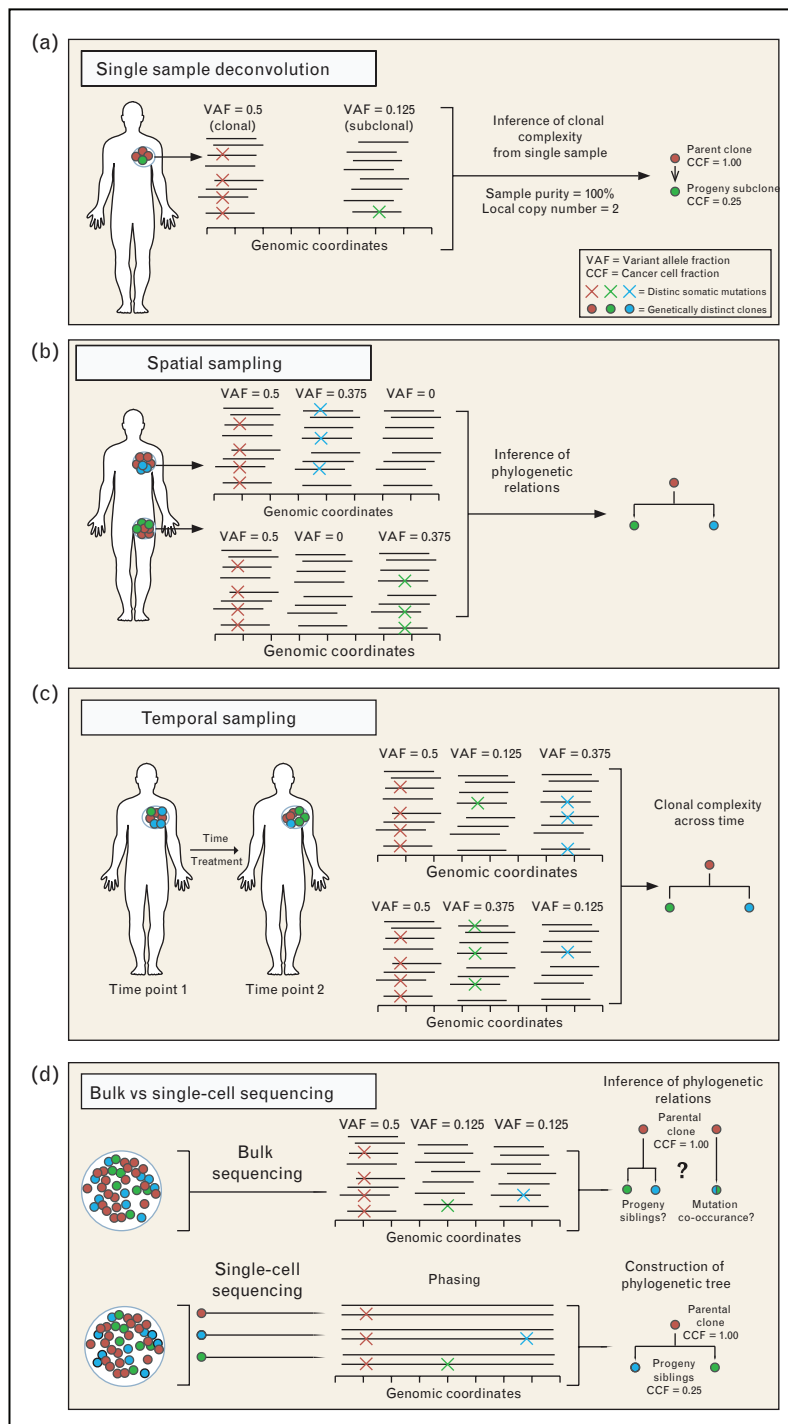 (a)
Single sample deconvolution
VAF = 0.5
(clonal)
VAF = 0.125
(subclonal)
Genomic coordinates
Inference of clonal
complexity
from single sample
Sample purity = 100%
Local copy number = 2
Parent clone
CCF = 1.00
Progeny subclone
CCF = 0.25
VAF = Variant allele fraction
CCF = Cancer cell fraction
= Distinc somatic mutations
= Genetically distinct clones
(b)
Spatial sampling
VAF = 0.5 VAF = 0.375 VAF = 0
Genomic coordinates
VAF = 0.5 VAF = 0 VAF = 0.375
Genomic coordinates
Inference of
phylogenetic
relations
(c)
Temporal sampling
Time
Treatment
Time point 1
Time point 2
VAF = 0.5 VAF = 0.125 VAF = 0.375
Genomic coordinates
VAF = 0.5 VAF = 0.375 VAF = 0.125
Genomic coordinates
Clonal complexity
across time
(d)
Bulk vs single-cell sequencing
Bulk
sequencing
VAF = 0.5 VAF = 0.125 VAF = 0.125
Genomic coordinates
Inference of phylogenetic
relations
Parental
clone
CCF = 1.00
?
Progeny
siblings?
Mutation
co-occurance?
Single-cell
sequencing
Phasing
Genomic coordinates
Construction of
phylogenetic tree
Parental
clone
CCF = 1.00
Progeny
siblings
CCF = 0.25